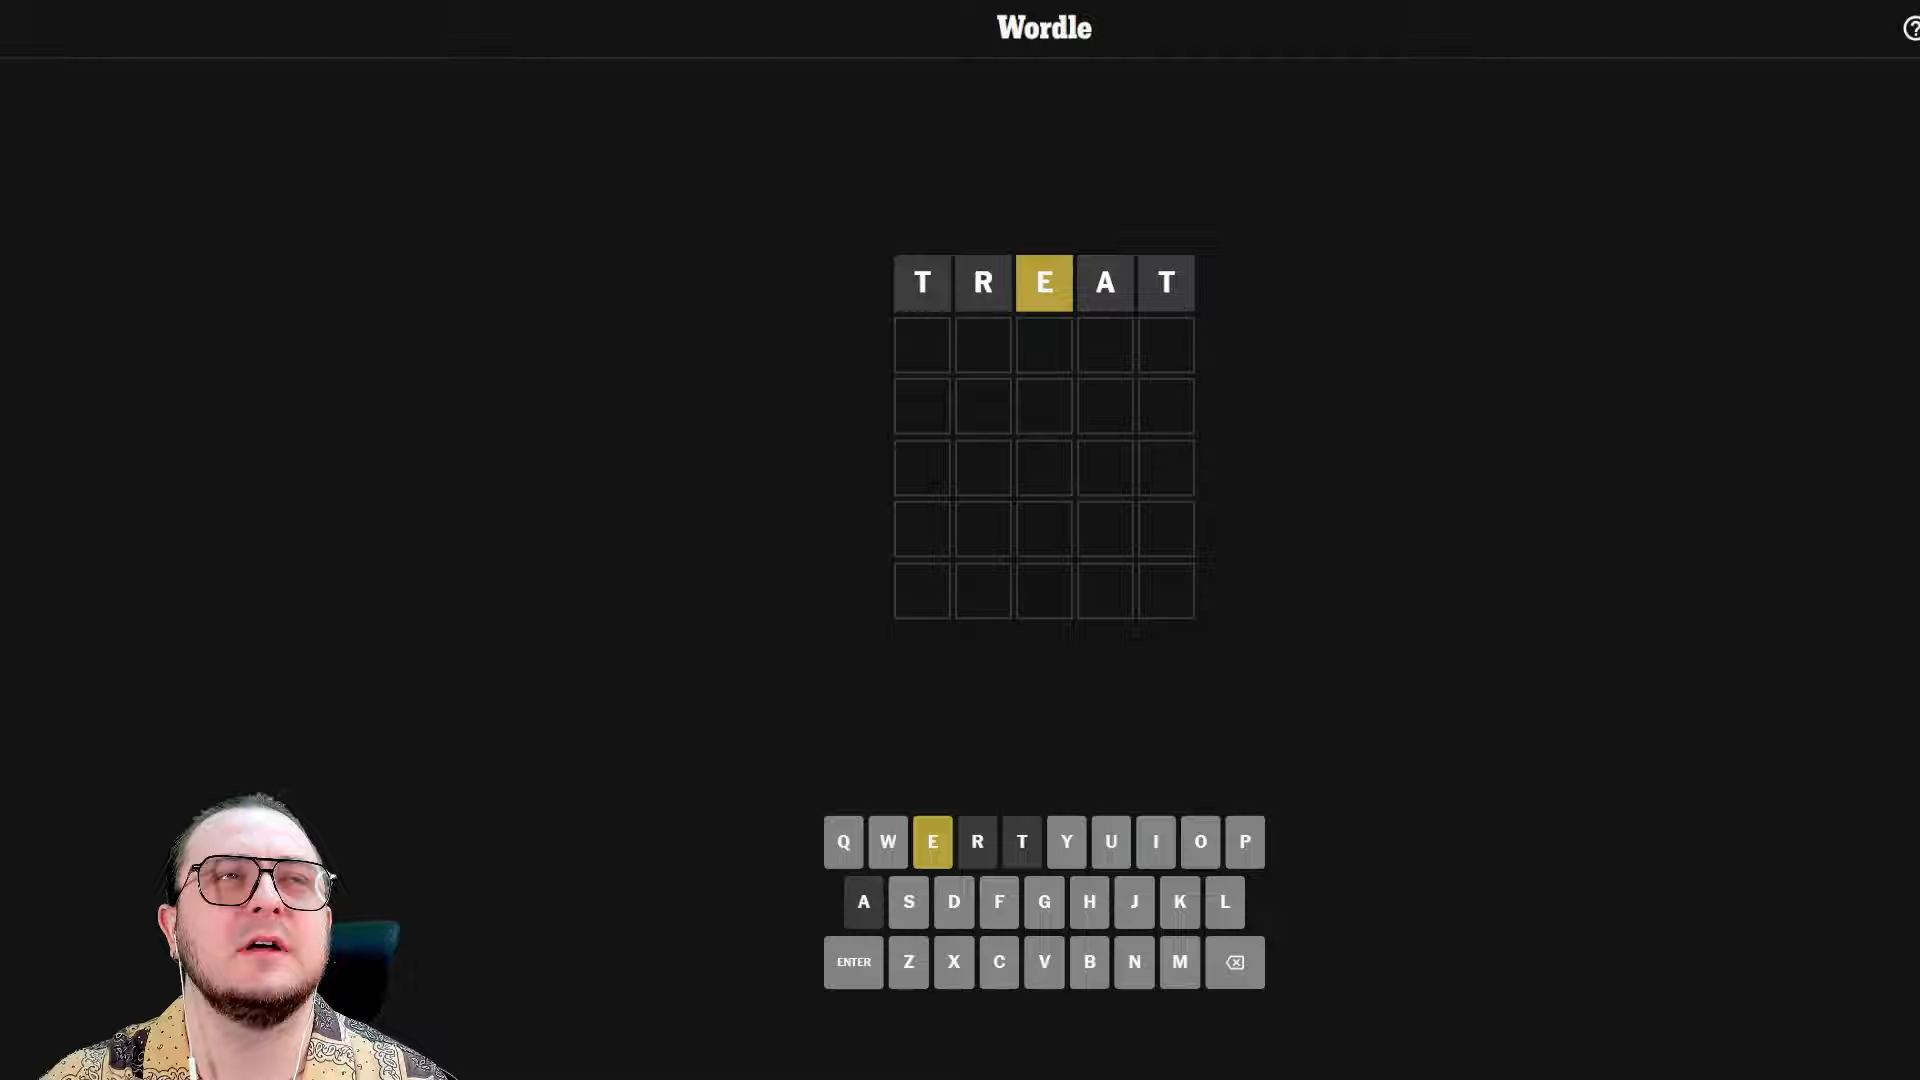 Wordle
?
T R E A T
Q W E R T Y U I O P
A S D F G H J K L
ENTER Z X C V B N M